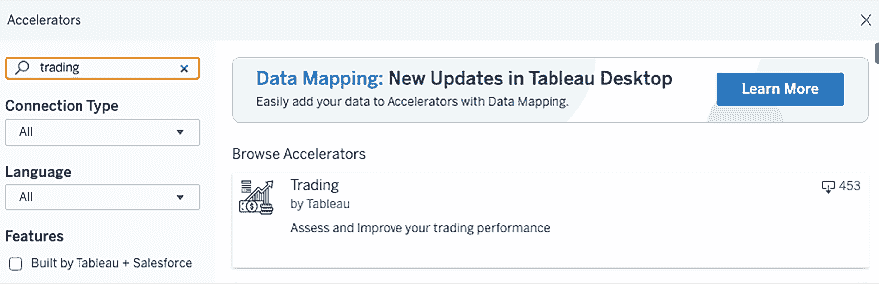 Accelerators
trading
Connection Type
All
Language
All
Features
Built by Tableau + Salesforce
Data Mapping: New Updates in Tableau Desktop
Easily add your data to Accelerators with Data Mapping.
Learn More
Browse Accelerators
Trading
453
by Tableau
Assess and Improve your trading performance